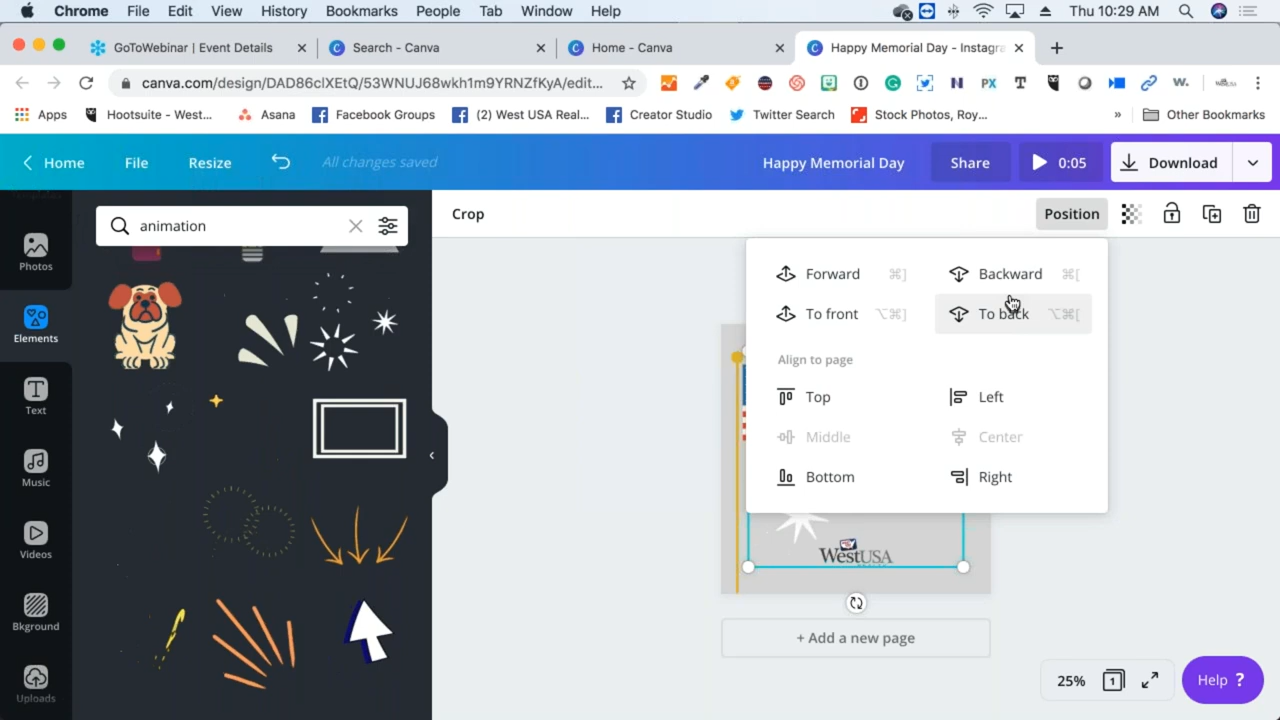 Chrome File Edit View History Bookmarks People Tab Window Help Thu 10:29 AM
GoToWebinar | Event Details Search - Canva Home - Canva Happy Memorial Day - Instagra
canva.com/design/DAD86clXEtQ/53WNUJ68wkh1m9YRNZfKyA/edit...
Apps Hootsuite - West... Asana Facebook Groups (2) West USA Real... Creator Studio Twitter Search Stock Photos, Roy... » Other Bookmarks
Home File Resize All changes saved Happy Memorial Day Share 0:05 Download
animation
Crop Position
Photos
Elements
Text
Music
Videos
Bkground
Uploads
Forward ⌘] Backward ⌘[
To front ⌥⌘] To back ⌥⌘[
Align to page
Top Left
Middle Center
Bottom Right
WestUSA
+ Add a new page
25% 1 Help ?